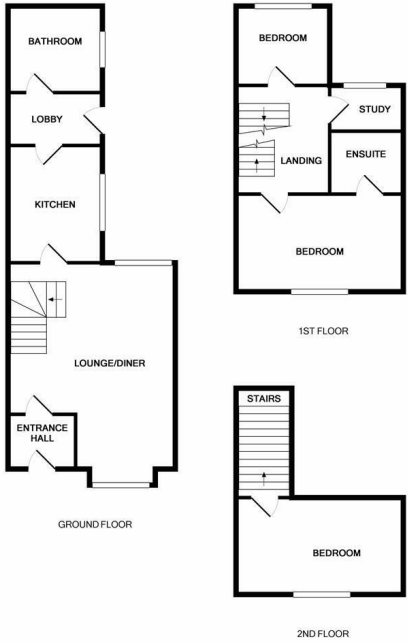 BATHROOM
LOBBY
KITCHEN
LOUNGE/DINER
ENTRANCE
HALL
GROUND FLOOR
BEDROOM
STUDY
LANDING
ENSUITE
BEDROOM
1ST FLOOR
STAIRS
BEDROOM
2ND FLOOR